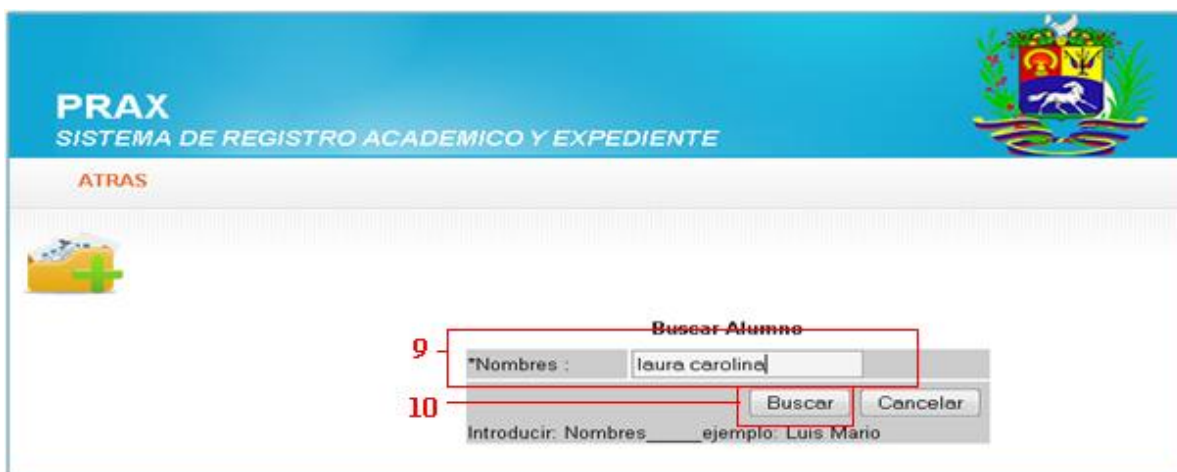 PRAX
SISTEMA DE REGISTRO ACADEMICO Y EXPEDIENTE
ATRAS
Buscar Alumno
9
*Nombres : laura carolina
10
Buscar Cancelar
Introducir: Nombres_____ejemplo: Luis Mario